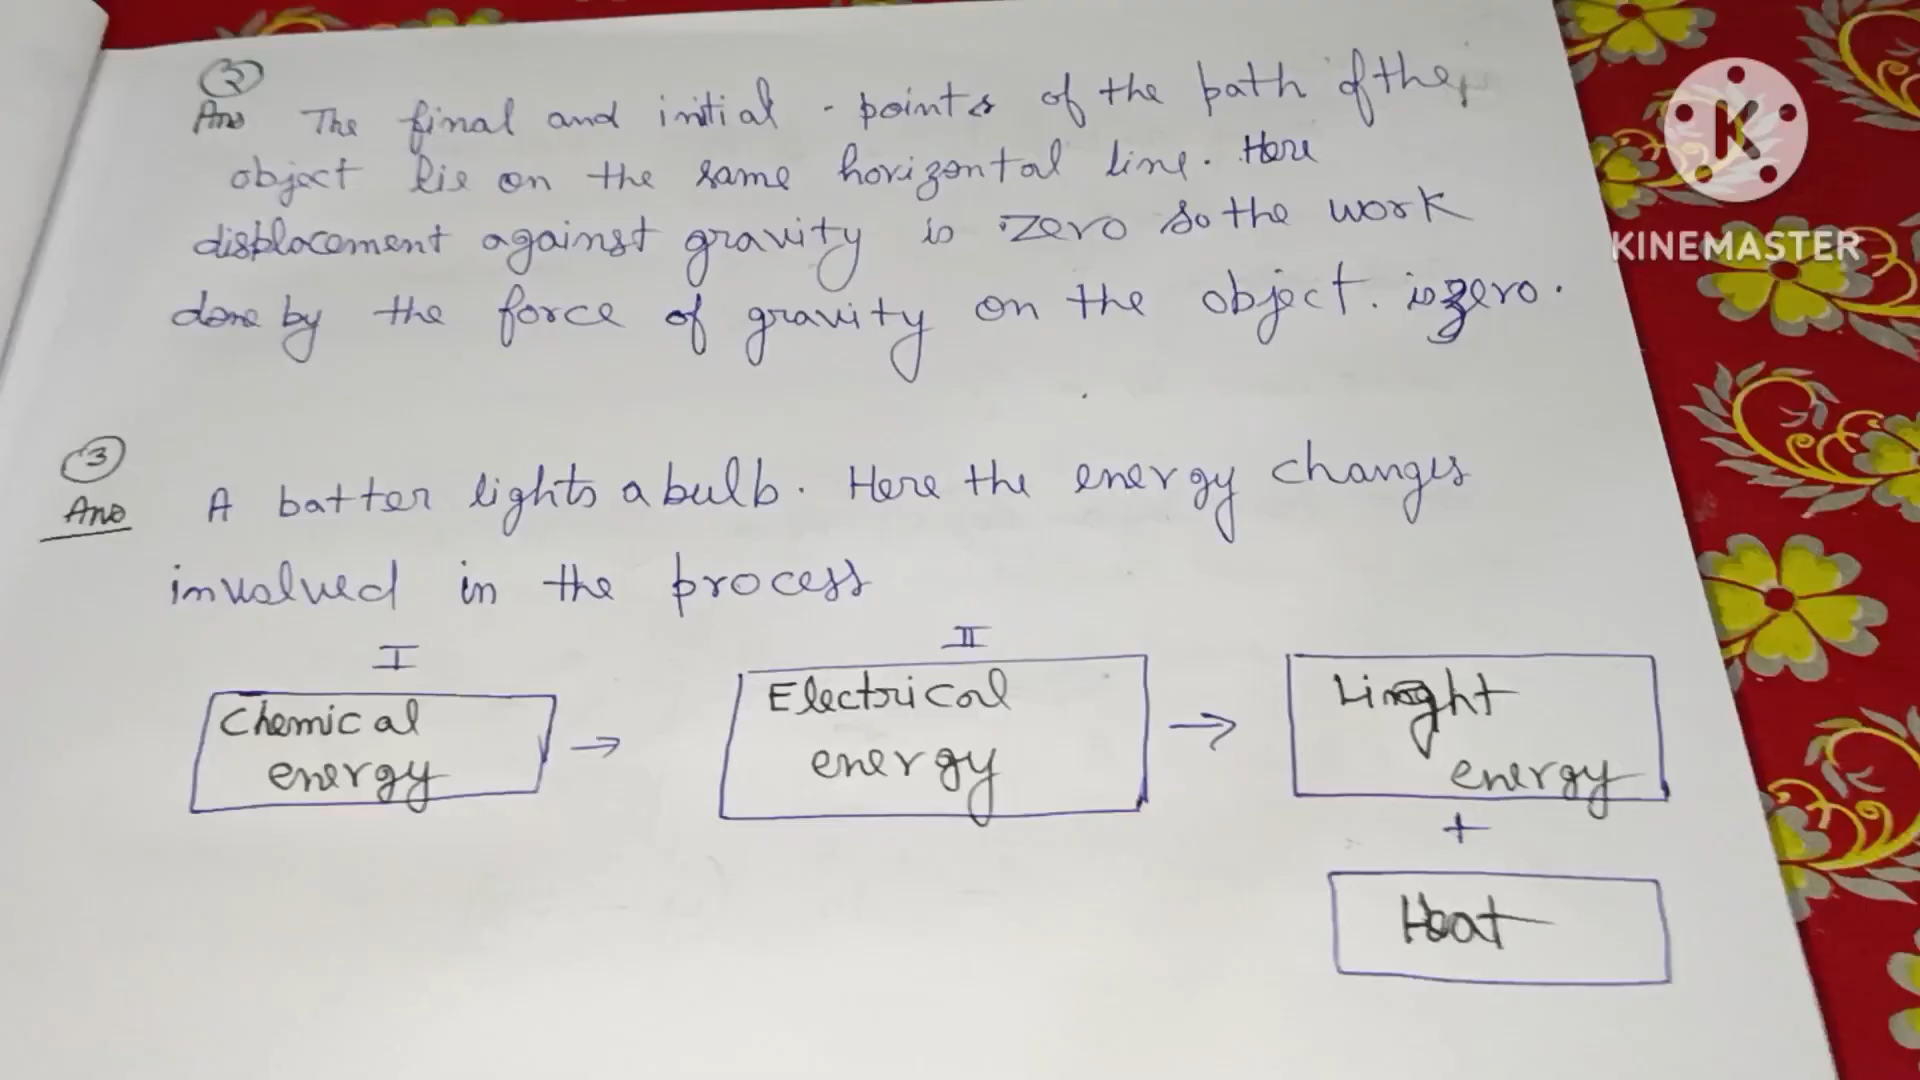 2
Ans The final and initial - points of the path of the
object lie on the same horizontal line. Here
displacement against gravity is zero so the work
done by the force of gravity on the object. is zero.
3
Ans A batter lights a bulb. Here the energy changes
involved in the process
I II
Chemical energy → Electrical energy → Light energy
+
Heat
K
KINEMASTER